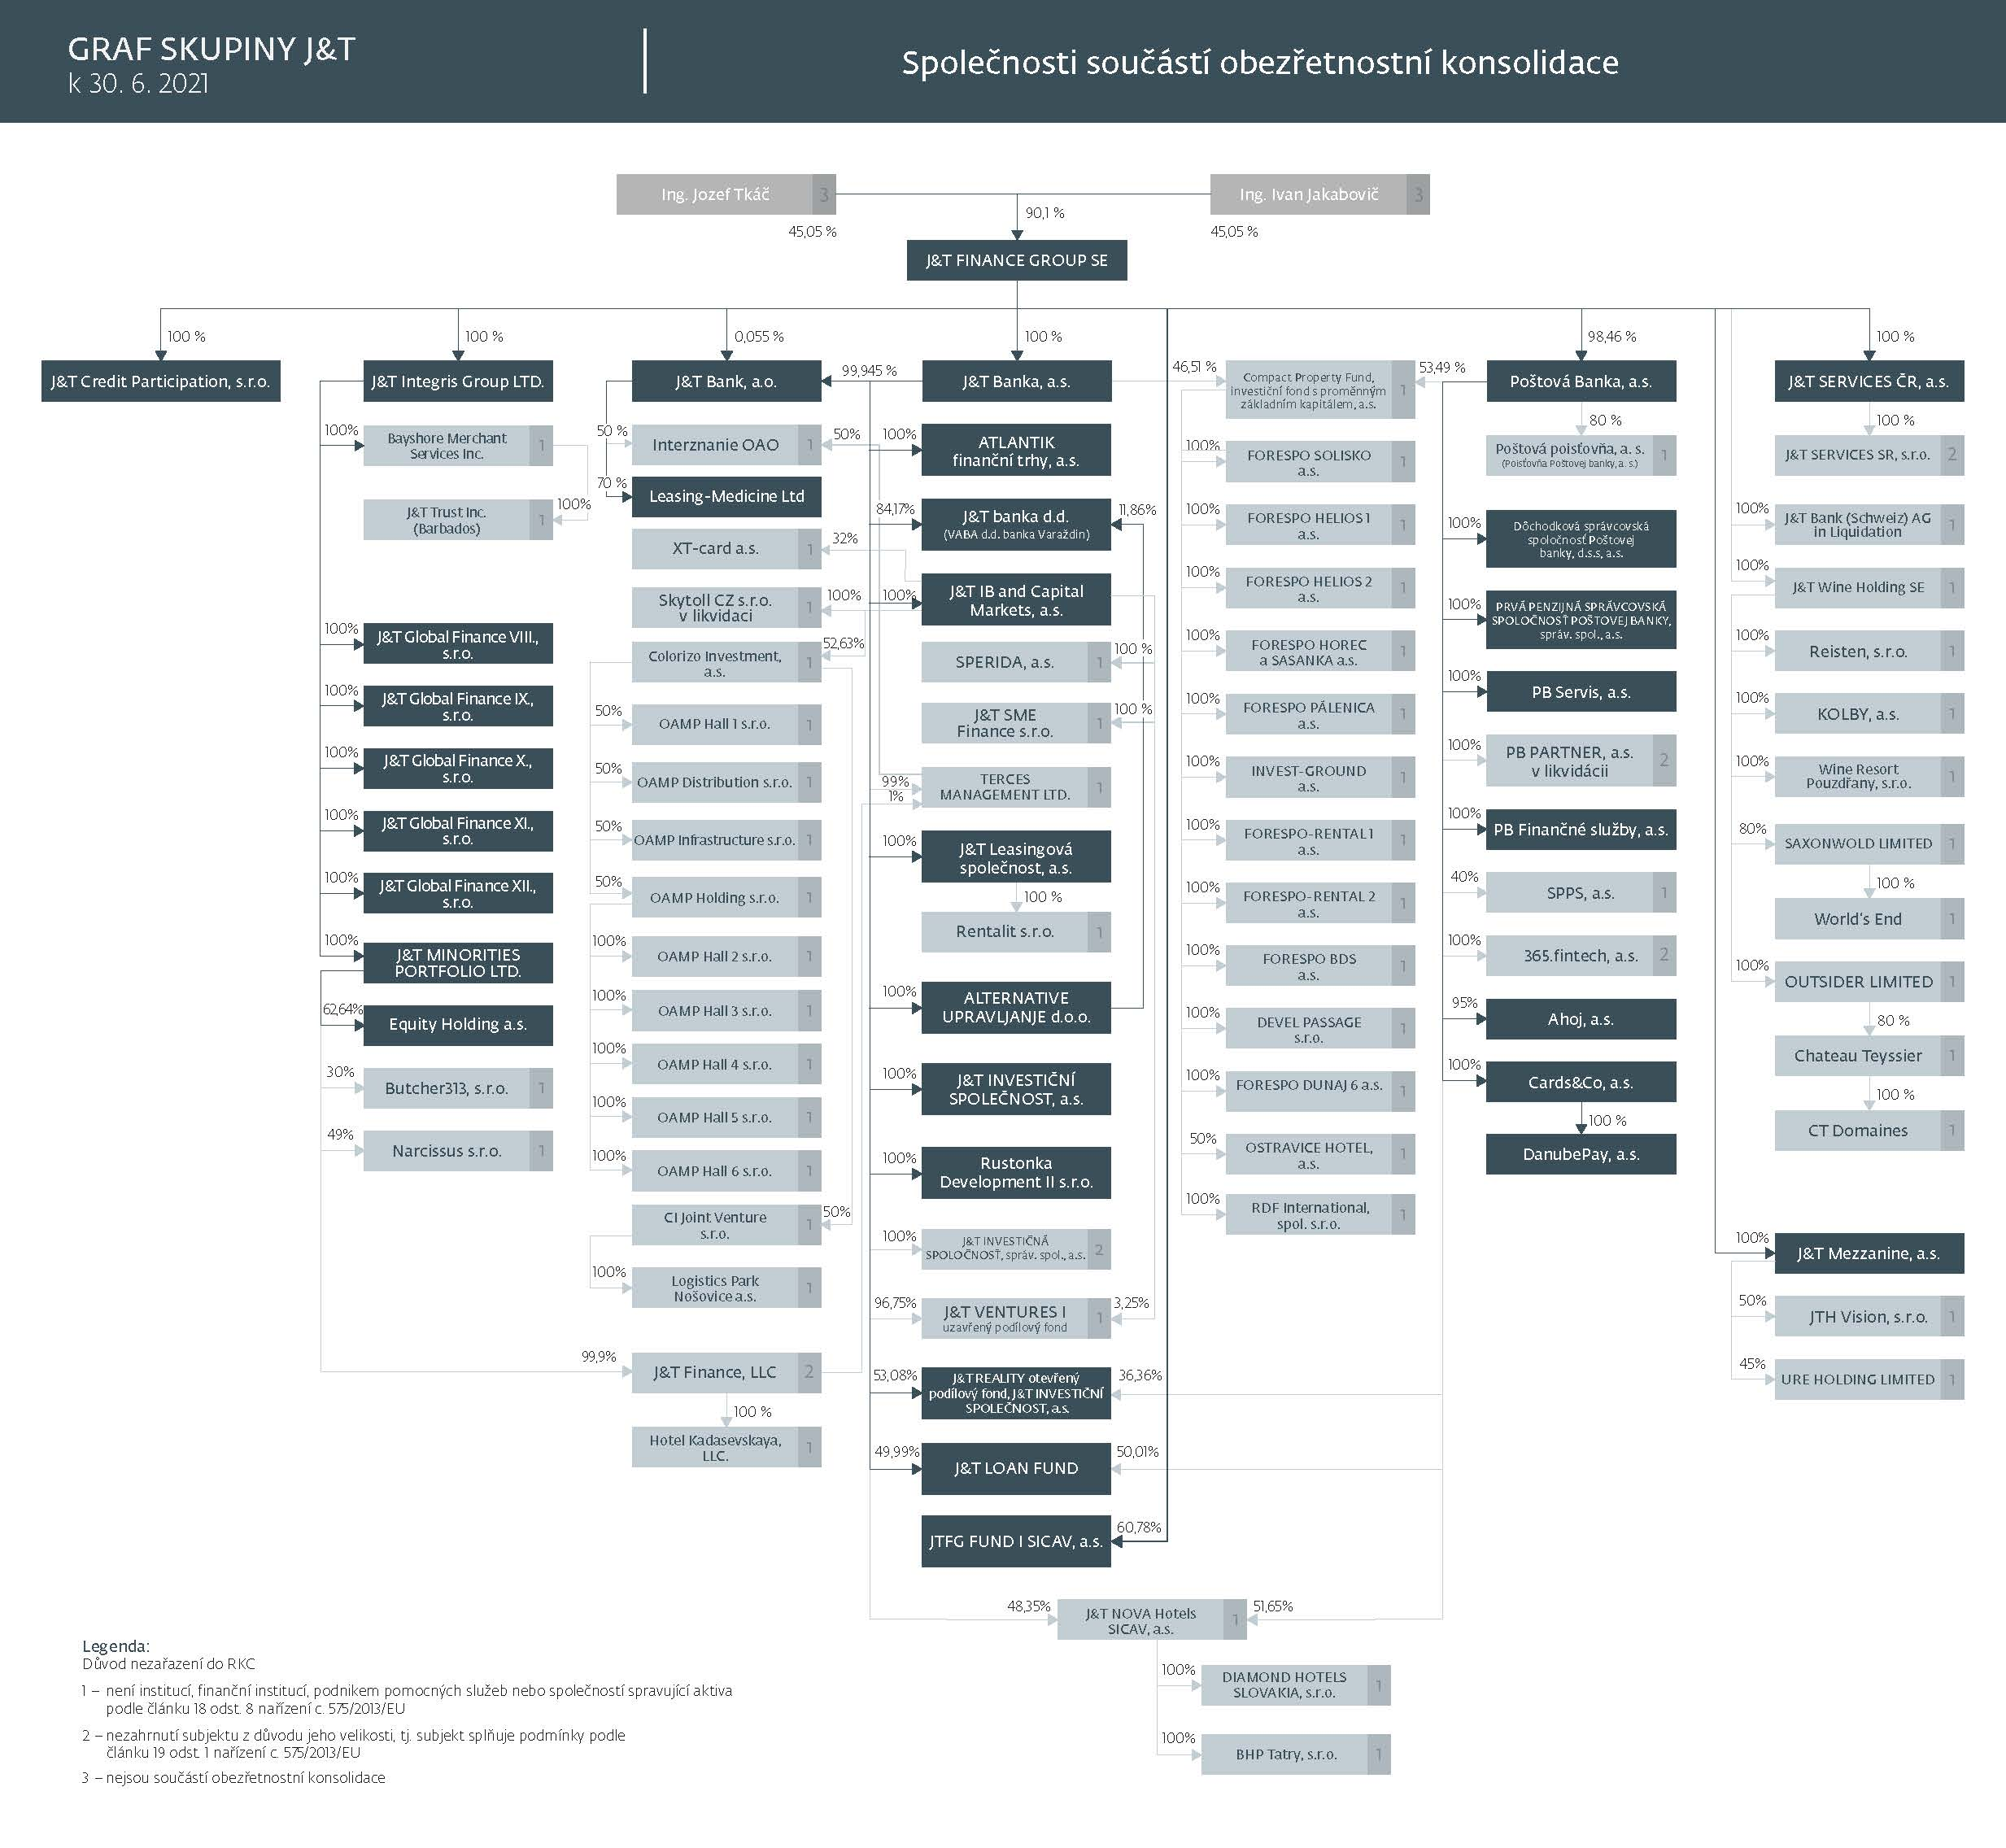 GRAF SKUPINY J&T
k 30. 6. 2021
Společnosti součástí obezřetnostní konsolidace
Ing. Jozef Tkáč 3
Ing. Ivan Jakabovič 3
45,05 %
90,1 %
45,05 %
J&T FINANCE GROUP SE
100 %
100 %
0,055 %
100 %
98,46 %
100 %
J&T Credit Participation, s.r.o.
J&T Integris Group LTD.
100%
Bayshore Merchant
Services Inc.
1
100%
J&T Trust Inc.
(Barbados)
1
100%
J&T Global Finance VIII.,
s.r.o.
100%
J&T Global Finance IX.,
s.r.o.
100%
J&T Global Finance X.,
s.r.o.
100%
J&T Global Finance XI.,
s.r.o.
100%
J&T Global Finance XII.,
s.r.o.
100%
J&T MINORITIES
PORTFOLIO LTD.
62,64%
Equity Holding a.s.
30%
Butcher313, s.r.o. 1
49%
Narcissus s.r.o. 1
J&T Bank, a.o.
99,945 %
50 %
Interznanie OAO 1
50%
70 %
Leasing-Medicine Ltd
XT-card a.s. 1
32%
Skytoll CZ s.r.o.
v likvidaci
1
100%
Colorizo Investment,
a.s.
1
52,63%
50%
OAMP Hall 1 s.r.o. 1
50%
OAMP Distribution s.r.o. 1
50%
OAMP Infrastructure s.r.o. 1
50%
OAMP Holding s.r.o. 1
100%
OAMP Hall 2 s.r.o. 1
100%
OAMP Hall 3 s.r.o. 1
100%
OAMP Hall 4 s.r.o. 1
100%
OAMP Hall 5 s.r.o. 1
100%
OAMP Hall 6 s.r.o. 1
CI Joint Venture
s.r.o.
1
50%
100%
Logistics Park
Nošovice a.s.
1
99,9%
J&T Finance, LLC 2
100 %
Hotel Kadasevskaya,
LLC.
1
J&T Banka, a.s.
100%
ATLANTIK
finanční trhy, a.s.
84,17%
J&T banka d.d.
(VABA d.d. banka Varaždin)
11,86%
100%
J&T IB and Capital
Markets, a.s.
SPERIDA, a.s. 1
100 %
J&T SME
Finance s.r.o.
1
100 %
99%
1%
TERCES
MANAGEMENT LTD.
1
100%
J&T Leasingová
společnost, a.s.
100 %
Rentalit s.r.o. 1
100%
ALTERNATIVE
UPRAVLJANJE d.o.o.
100%
J&T INVESTIČNÍ
SPOLEČNOST, a.s.
100%
Rustonka
Development II s.r.o.
100%
J&T INVESTIČNÁ
SPOLOČNOSŤ, správ. spol., a.s.
2
96,75%
J&T VENTURES I
uzavřený podílový fond
1
3,25%
53,08%
J&T REALITY otevřený
podílový fond, J&T INVESTIČNÍ
SPOLEČNOST, a.s.
36,36%
49,99%
J&T LOAN FUND
50,01%
JTFG FUND I SICAV, a.s.
60,78%
48,35%
J&T NOVA Hotels
SICAV, a.s.
1
51,65%
100%
DIAMOND HOTELS
SLOVAKIA, s.r.o.
1
100%
BHP Tatry, s.r.o. 1
46,51 %
Compact Property Fund,
investiční fond s proměnným
základním kapitálem, a.s.
1
53,49 %
100%
FORESPO SOLISKO
a.s.
1
100%
FORESPO HELIOS 1
a.s.
1
100%
FORESPO HELIOS 2
a.s.
1
100%
FORESPO HOREC
a SASANKA a.s.
1
100%
FORESPO PÁLENICA
a.s.
1
100%
INVEST-GROUND
a.s.
1
100%
FORESPO-RENTAL 1
a.s.
1
100%
FORESPO-RENTAL 2
a.s.
1
100%
FORESPO BDS
a.s.
1
100%
DEVEL PASSAGE
s.r.o.
1
100%
FORESPO DUNAJ 6 a.s. 1
50%
OSTRAVICE HOTEL,
a.s.
1
100%
RDF International,
spol. s.r.o.
1
Poštová Banka, a.s.
80 %
Poštová poisťovňa, a. s.
(Poisťovňa Poštovej banky, a. s.)
1
100%
Dôchodková správcovská
spoločnosť Poštovej
banky, d.s.s, a.s.
100%
PRVÁ PENZIJNÁ SPRÁVCOVSKÁ
SPOLOČNOSŤ POŠTOVEJ BANKY,
správ. spol., a.s.
100%
PB Servis, a.s.
100%
PB PARTNER, a.s.
v likvidácii
2
100%
PB Finančné služby, a.s.
40%
SPPS, a.s. 1
100%
365.fintech, a.s. 2
95%
Ahoj, a.s.
100%
Cards&Co, a.s.
100 %
DanubePay, a.s.
J&T SERVICES ČR, a.s.
100 %
J&T SERVICES SR, s.r.o. 2
100%
J&T Bank (Schweiz) AG
in Liquidation
1
100%
J&T Wine Holding SE 1
100%
Reisten, s.r.o. 1
100%
KOLBY, a.s. 1
100%
Wine Resort
Pouzdřany, s.r.o.
1
80%
SAXONWOLD LIMITED 1
100 %
World's End 1
100%
OUTSIDER LIMITED 1
80 %
Chateau Teyssier 1
100 %
CT Domaines 1
100%
J&T Mezzanine, a.s.
50%
JTH Vision, s.r.o. 1
45%
URE HOLDING LIMITED 1
Legenda:
Důvod nezařazení do RKC
1 – není institucí, finanční institucí, podnikem pomocných služeb nebo společností spravující aktiva
podle článku 18 odst. 8 nařízení c. 575/2013/EU
2 – nezahrnutí subjektu z důvodu jeho velikosti, tj. subjekt splňuje podmínky podle
článku 19 odst. 1 nařízení c. 575/2013/EU
3 – nejsou součástí obezřetnostní konsolidace